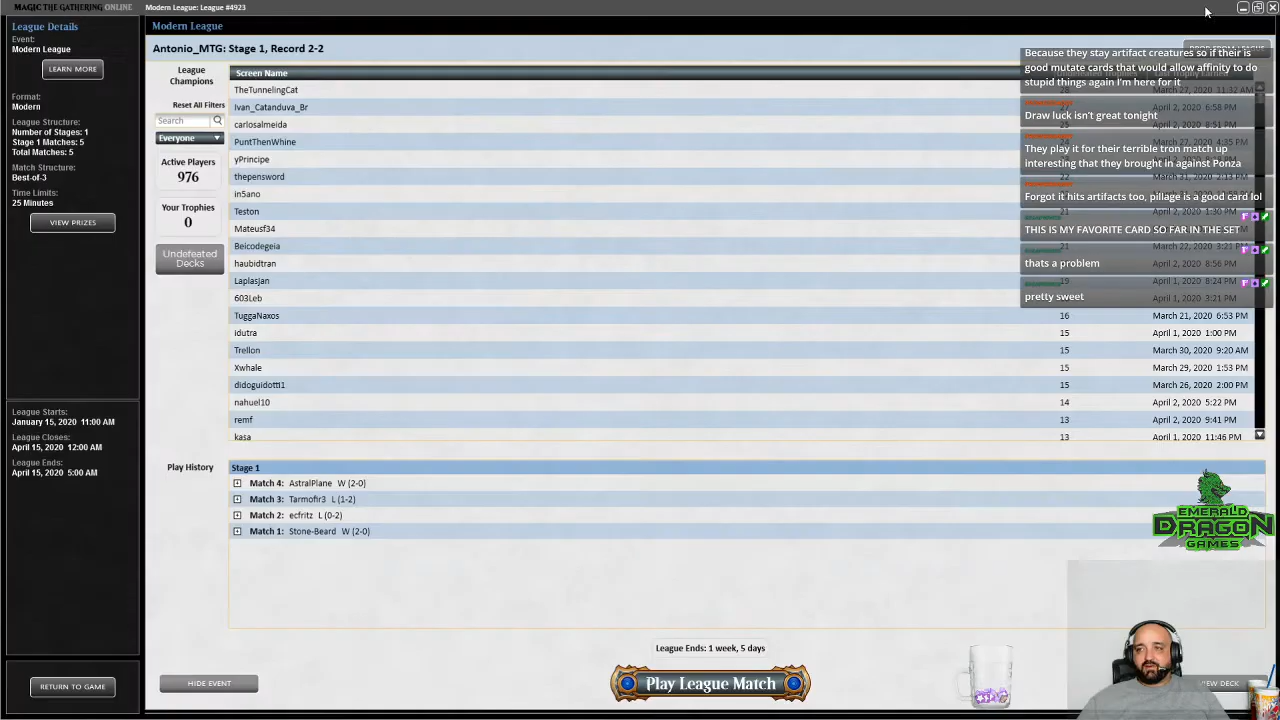 MAGIC THE GATHERING ONLINE
Modern League: League #4923
League Details
Event:
Modern League
LEARN MORE
Format:
Modern
League Structure:
Number of Stages: 1
Stage 1 Matches: 5
Total Matches: 5
Match Structure:
Best-of-3
Time Limits:
25 Minutes
VIEW PRIZES
League Starts:
January 15, 2020 11:00 AM
League Closes:
April 15, 2020 12:00 AM
League Ends:
April 15, 2020 5:00 AM
RETURN TO GAME
Modern League
Antonio_MTG: Stage 1, Record 2-2
League
Champions
Reset All Filters
Search
Everyone
Active Players
976
Your Trophies
0
Undefeated
Decks
Screen Name
TheTunnelingCat
Ivan_Catanduva_Br
carlosalmeida
PuntThenWhine
yPrincipe
thepensword
in5ano
Teston
Mateusf34
Beicodegeia
haubidtran
Laplasjan
603Leb
TuggaNaxos 16 March 21, 2020 6:53 PM
idutra 15 April 1, 2020 1:00 PM
Trellon 15 March 30, 2020 9:20 AM
Xwhale 15 March 29, 2020 1:53 PM
didoguidotti1 15 March 26, 2020 2:00 PM
nahuel10 14 April 2, 2020 5:22 PM
remf 13 April 2, 2020 9:41 PM
kasa 13 April 1, 2020 11:46 PM
Because they stay artifact creatures so if their is
good mutate cards that would allow affinity to do
stupid things again I'm here for it
Draw luck isn't great tonight
They play it for their terrible tron match up
interesting that they brought in against Ponza
Forgot it hits artifacts too, pillage is a good card lol
THIS IS MY FAVORITE CARD SO FAR IN THE SET
thats a problem
pretty sweet
Play History
Stage 1
Match 4: AstralPlane W (2-0)
Match 3: Tarmofir3 L (1-2)
Match 2: ecfritz L (0-2)
Match 1: Stone-Beard W (2-0)
EMERALD
DRAGON
GAMES
League Ends: 1 week, 5 days
HIDE EVENT
Play League Match
VIEW DECK